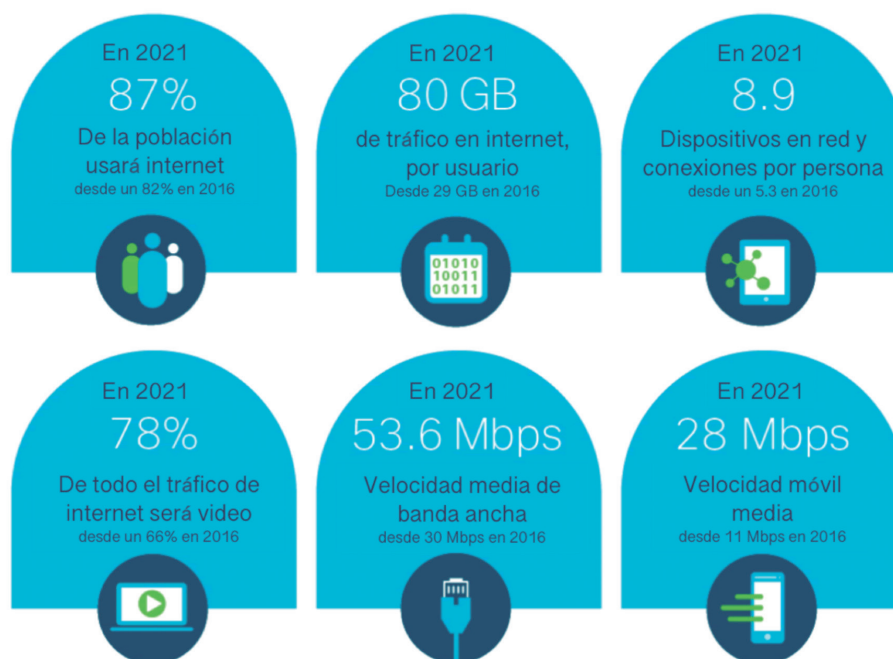 En 2021
87%
De la población
usará internet
desde un 82% en 2016
En 2021
80 GB
de tráfico en internet,
por usuario
Desde 29 GB en 2016
01010
10011
01011
En 2021
8.9
Dispositivos en red y
conexiones por persona
desde un 5.3 en 2016
En 2021
78%
De todo el tráfico de
internet será video
desde un 66% en 2016
En 2021
53.6 Mbps
Velocidad media de
banda ancha
desde 30 Mbps en 2016
En 2021
28 Mbps
Velocidad móvil
media
desde 11 Mbps en 2016